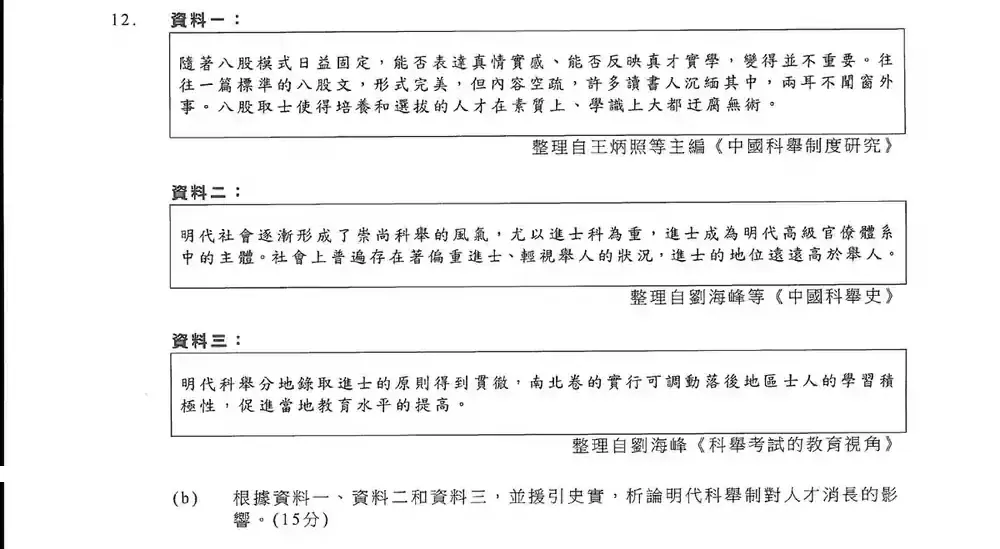 12. 資料一：
隨著八股模式日益固定，能否表達真情實感、能否反映真才實學，變得並不重要。往
往一篇標準的八股文，形式完美，但內容空疏，許多讀書人沉緬其中，兩耳不聞窗外
事。八股取士使得培養和選拔的人才在素質上、學識上大都迂腐無術。
整理自王炳照等主編《中國科舉制度研究》
資料二：
明代社會逐漸形成了崇尚科舉的風氣，尤以進士科為重，進士成為明代高級官僚體系
中的主體。社會上普遍存在著偏重進士、輕視舉人的狀況，進士的地位遠遠高於舉人。
整理自劉海峰等《中國科舉史》
資料三：
明代科舉分地錄取進士的原則得到貫徹，南北卷的實行可調動落後地區士人的學習積
極性，促進當地教育水平的提高。
整理自劉海峰《科舉考試的教育視角》
(b) 根據資料一、資料二和資料三，並援引史實，析論明代科舉制對人才消長的影
響。(15分)